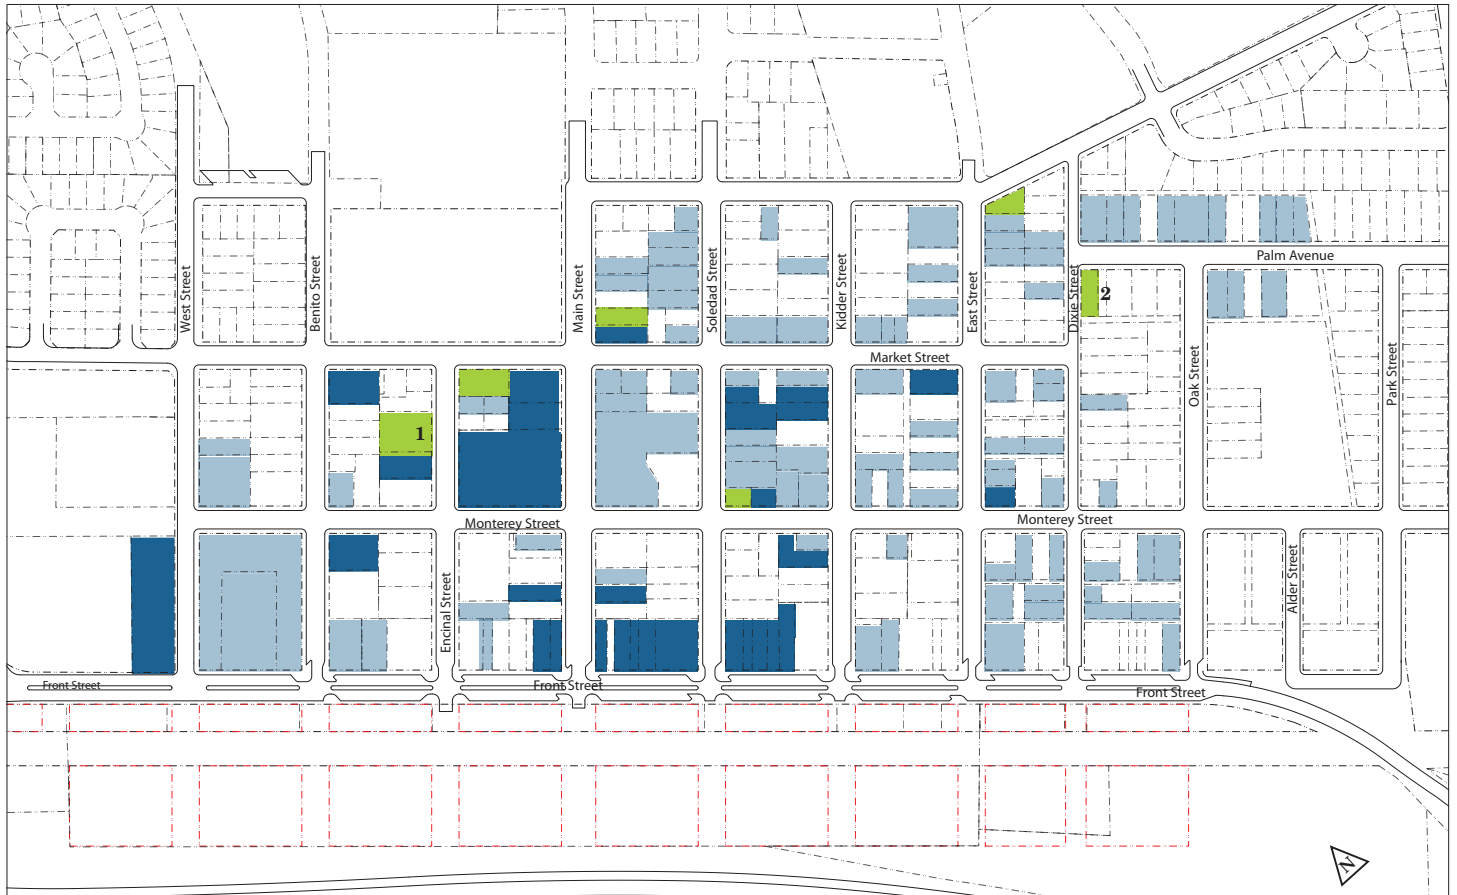 Palm Avenue
West Street
Benito Street
Main Street
Soledad Street
Kidder Street
East Street
Dixie Street
2
Market Street
Oak Street
Park Street
1
Monterey Street
Monterey Street
Encinal Street
Alder Street
Front Street
Front Street
Front Street
N